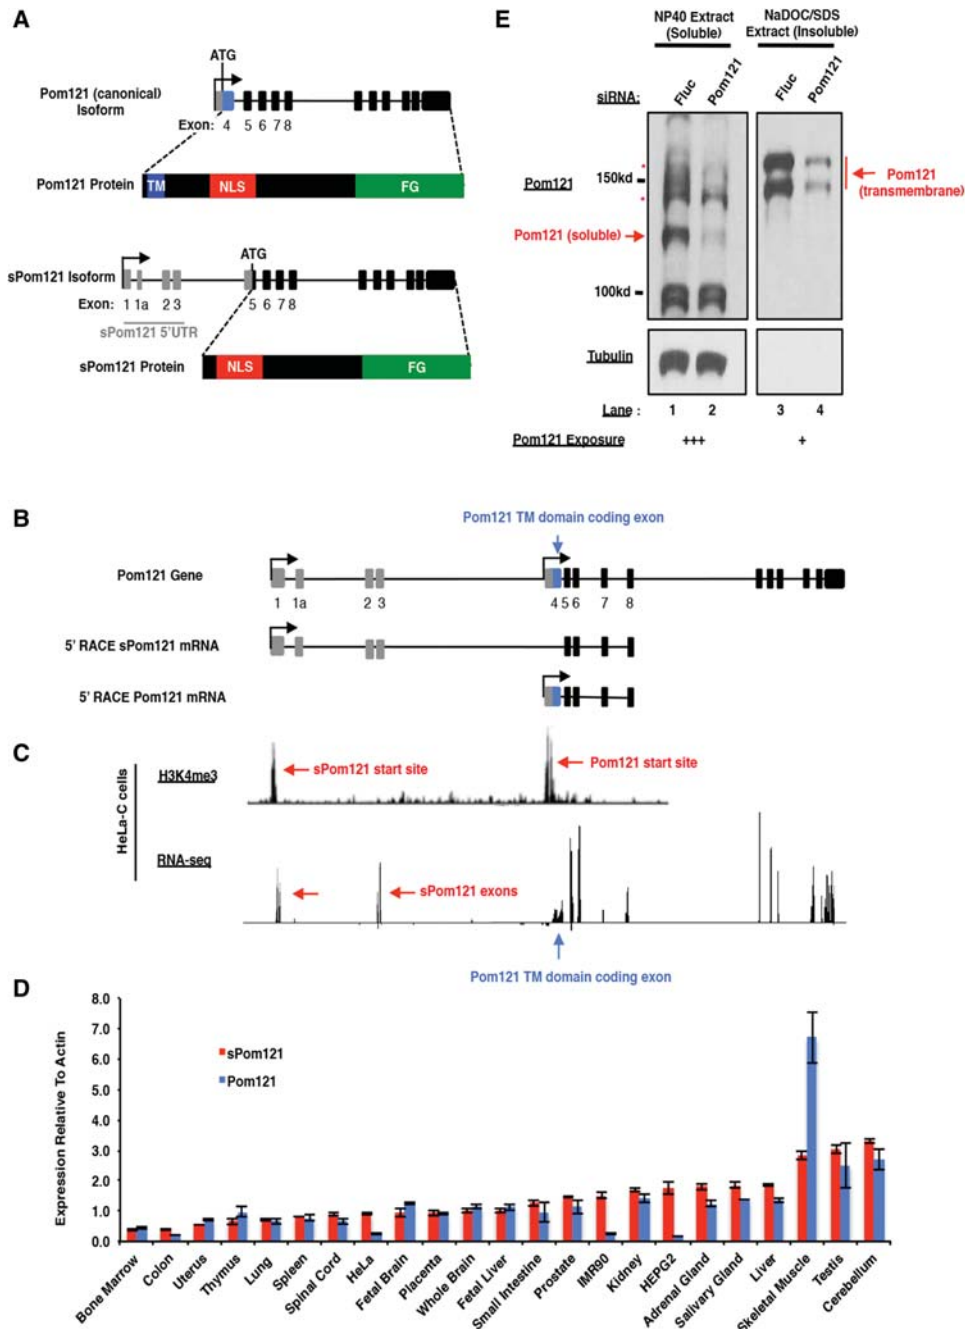 A
ATG
Pom121 (canonical)
Isoform
Exon: 4 5 6 7 8
Pom121 Protein
TM NLS FG
ATG
sPom121 Isoform
Exon: 1 1a 2 3 5 6 7 8
sPom121 5'UTR
sPom121 Protein
NLS FG
E
NP40 Extract
(Soluble)
NaDOC/SDS
Extract (Insoluble)
siRNA:
Fluc Pom121 Fluc Pom121
Pom121
150kd
Pom121
(transmembrane)
Pom121 (soluble)
100kd
Tubulin
Lane : 1 2 3 4
Pom121 Exposure +++ +
B
Pom121 TM domain coding exon
Pom121 Gene
1 1a 2 3 4 5 6 7 8
5' RACE sPom121 mRNA
5' RACE Pom121 mRNA
C
HeLa-C cells
H3K4me3
sPom121 start site
Pom121 start site
RNA-seq
sPom121 exons
Pom121 TM domain coding exon
D
Expression Relative To Actin
8.0
7.0
6.0
5.0
4.0
3.0
2.0
1.0
0.0
sPom121
Pom121
Bone Marrow
Colon
Uterus
Thymus
Lung
Spleen
Spinal Cord
HeLa
Fetal Brain
Placenta
Whole Brain
Fetal Liver
Small Intestine
Prostate
IMR90
Kidney
HEPG2
Adrenal Gland
Salivary Gland
Liver
Skeletal Muscle
Testis
Cerebellum